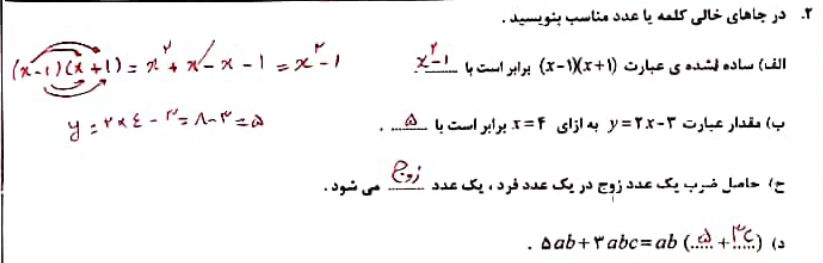 ۲. در جاهای خالی کلمه یا عدد مناسب بنویسید .
الف) ساده شده ی عبارت (x-1)(x+1) برابر است با x²-1
(x-1)(x+1) = x² + x - x - 1 = x² - 1
ب) مقدار عبارت y=۲x-۳ به ازای x=۴ برابر است با ۵ .
y = ۲×۴ - ۳ = ۸-۳ = ۵
ج) حاصل ضرب یک عدد زوج در یک عدد فرد ، یک عدد زوج می شود .
د) ۵ab+۳abc=ab (۵+۳c) .